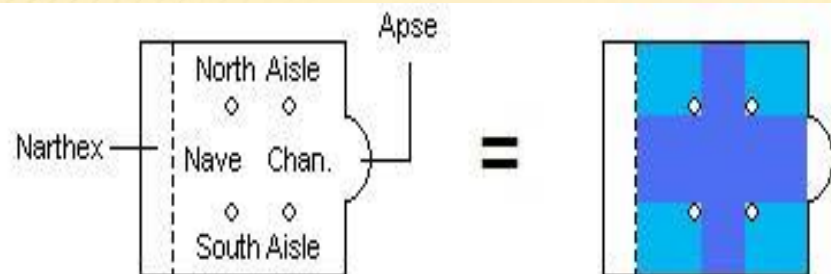 Apse
North Aisle
Narthex
Nave Chan.
=
South Aisle